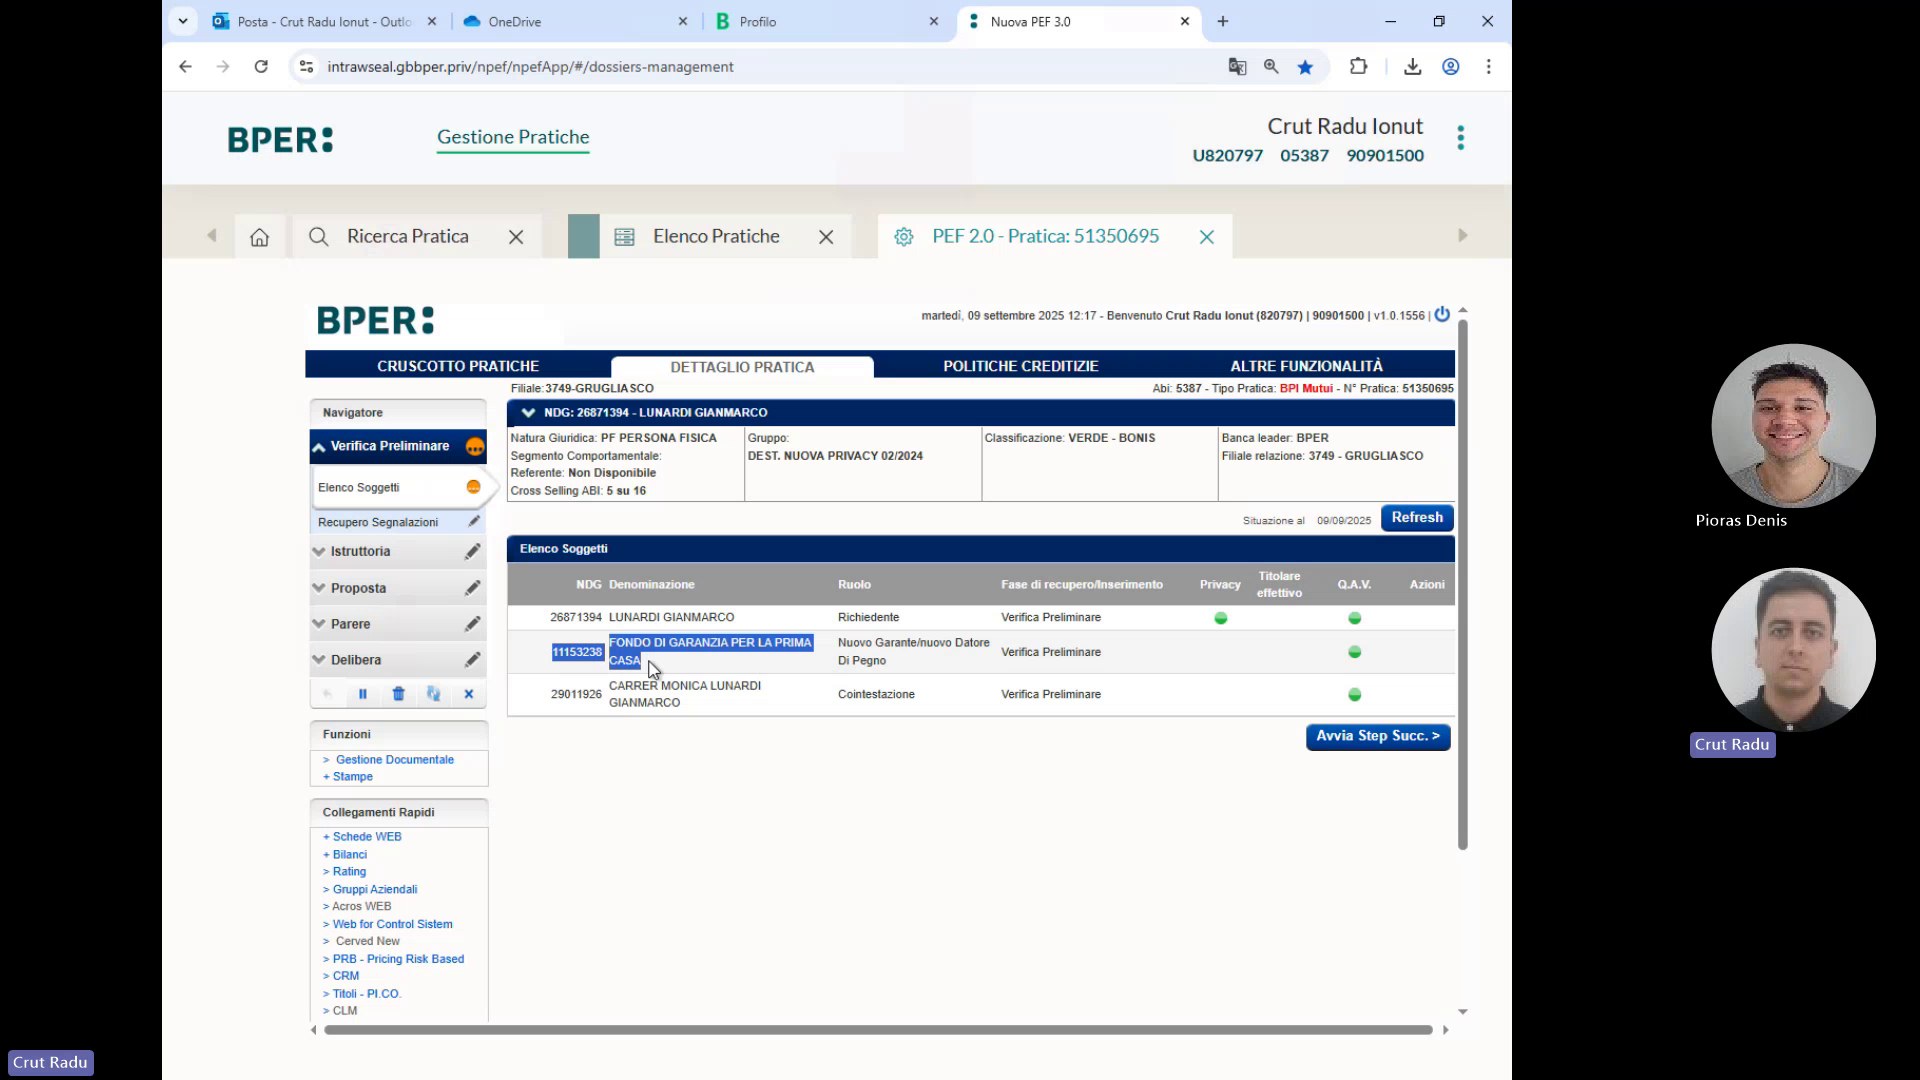 Posta - Crut Radu Ionut - Outlo
OneDrive
Profilo
Nuova PEF 3.0
intrawseal.gbbper.priv/npef/npefApp/#/dossiers-management
BPER:
Gestione Pratiche
Crut Radu Ionut
U820797 05387 90901500
Ricerca Pratica
Elenco Pratiche
PEF 2.0 - Pratica: 51350695
BPER:
martedì, 09 settembre 2025 12:17 - Benvenuto Crut Radu Ionut (820797) | 90901500 | v1.0.1556 |
CRUSCOTTO PRATICHE
DETTAGLIO PRATICA
POLITICHE CREDITIZIE
ALTRE FUNZIONALITÀ
Filiale:3749-GRUGLIASCO
Abi: 5387 - Tipo Pratica: BPI Mutui - N° Pratica: 51350695
Navigatore
Verifica Preliminare
Elenco Soggetti
Recupero Segnalazioni
Istruttoria
Proposta
Parere
Delibera
Funzioni
> Gestione Documentale
+ Stampe
Collegamenti Rapidi
+ Schede WEB
+ Bilanci
> Rating
> Gruppi Aziendali
> Acros WEB
> Web for Control Sistem
> Cerved New
> PRB - Pricing Risk Based
> CRM
> Titoli - PI.CO.
> CLM
NDG: 26871394 - LUNARDI GIANMARCO
Natura Giuridica: PF PERSONA FISICA
Segmento Comportamentale:
Referente: Non Disponibile
Cross Selling ABI: 5 su 16
Gruppo:
DEST. NUOVA PRIVACY 02/2024
Classificazione: VERDE - BONIS
Banca leader: BPER
Filiale relazione: 3749 - GRUGLIASCO
Situazione al 09/09/2025
Refresh
Elenco Soggetti
NDG Denominazione Ruolo Fase di recupero/Inserimento Privacy Titolare effettivo Q.A.V. Azioni
26871394 LUNARDI GIANMARCO Richiedente Verifica Preliminare
11153238 FONDO DI GARANZIA PER LA PRIMA CASA Nuovo Garante/nuovo Datore Di Pegno Verifica Preliminare
29011926 CARRER MONICA LUNARDI GIANMARCO Cointestazione Verifica Preliminare
Avvia Step Succ. >
Pioras Denis
Crut Radu
Crut Radu